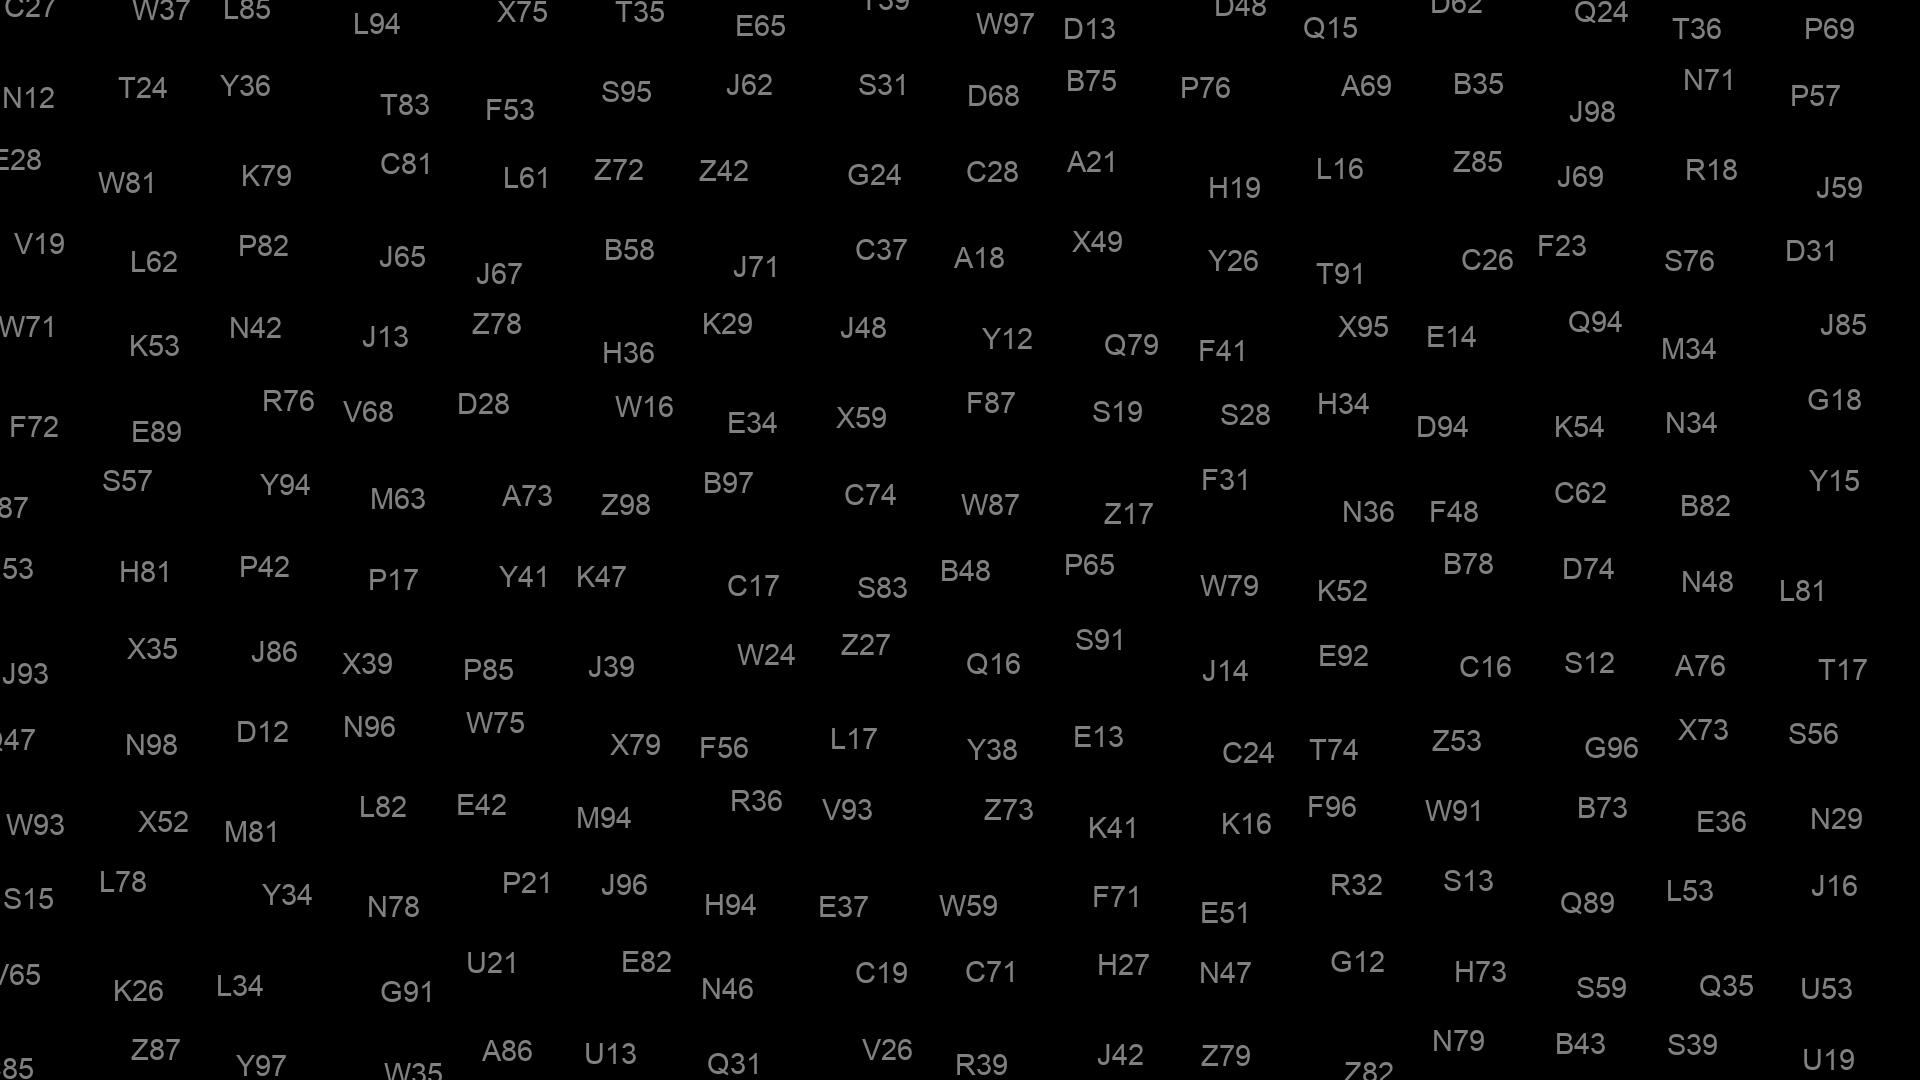 C27 W37 L85 L94 X75 T35 E65 T39 W97 D13 D48 Q15 D62 Q24 T36 P69
N12 T24 Y36 T83 F53 S95 J62 S31 D68 B75 P76 A69 B35 J98 N71 P57
E28 W81 K79 C81 L61 Z72 Z42 G24 C28 A21 H19 L16 Z85 J69 R18 J59
V19 L62 P82 J65 J67 B58 J71 C37 A18 X49 Y26 T91 C26 F23 S76 D31
W71 K53 N42 J13 Z78 H36 K29 J48 Y12 Q79 F41 X95 E14 Q94 M34 J85
F72 E89 R76 V68 D28 W16 E34 X59 F87 S19 S28 H34 D94 K54 N34 G18
87 S57 Y94 M63 A73 Z98 B97 C74 W87 Z17 F31 N36 F48 C62 B82 Y15
53 H81 P42 P17 Y41 K47 C17 S83 B48 P65 W79 K52 B78 D74 N48 L81
J93 X35 J86 X39 P85 J39 W24 Z27 Q16 S91 J14 E92 C16 S12 A76 T17
Q47 N98 D12 N96 W75 X79 F56 L17 Y38 E13 C24 T74 Z53 G96 X73 S56
W93 X52 M81 L82 E42 M94 R36 V93 Z73 K41 K16 F96 W91 B73 E36 N29
S15 L78 Y34 N78 P21 J96 H94 E37 W59 F71 E51 R32 S13 Q89 L53 J16
V65 K26 L34 G91 U21 E82 N46 C19 C71 H27 N47 G12 H73 S59 Q35 U53
85 Z87 Y97 W35 A86 U13 Q31 V26 R39 J42 Z79 Z82 N79 B43 S39 U19